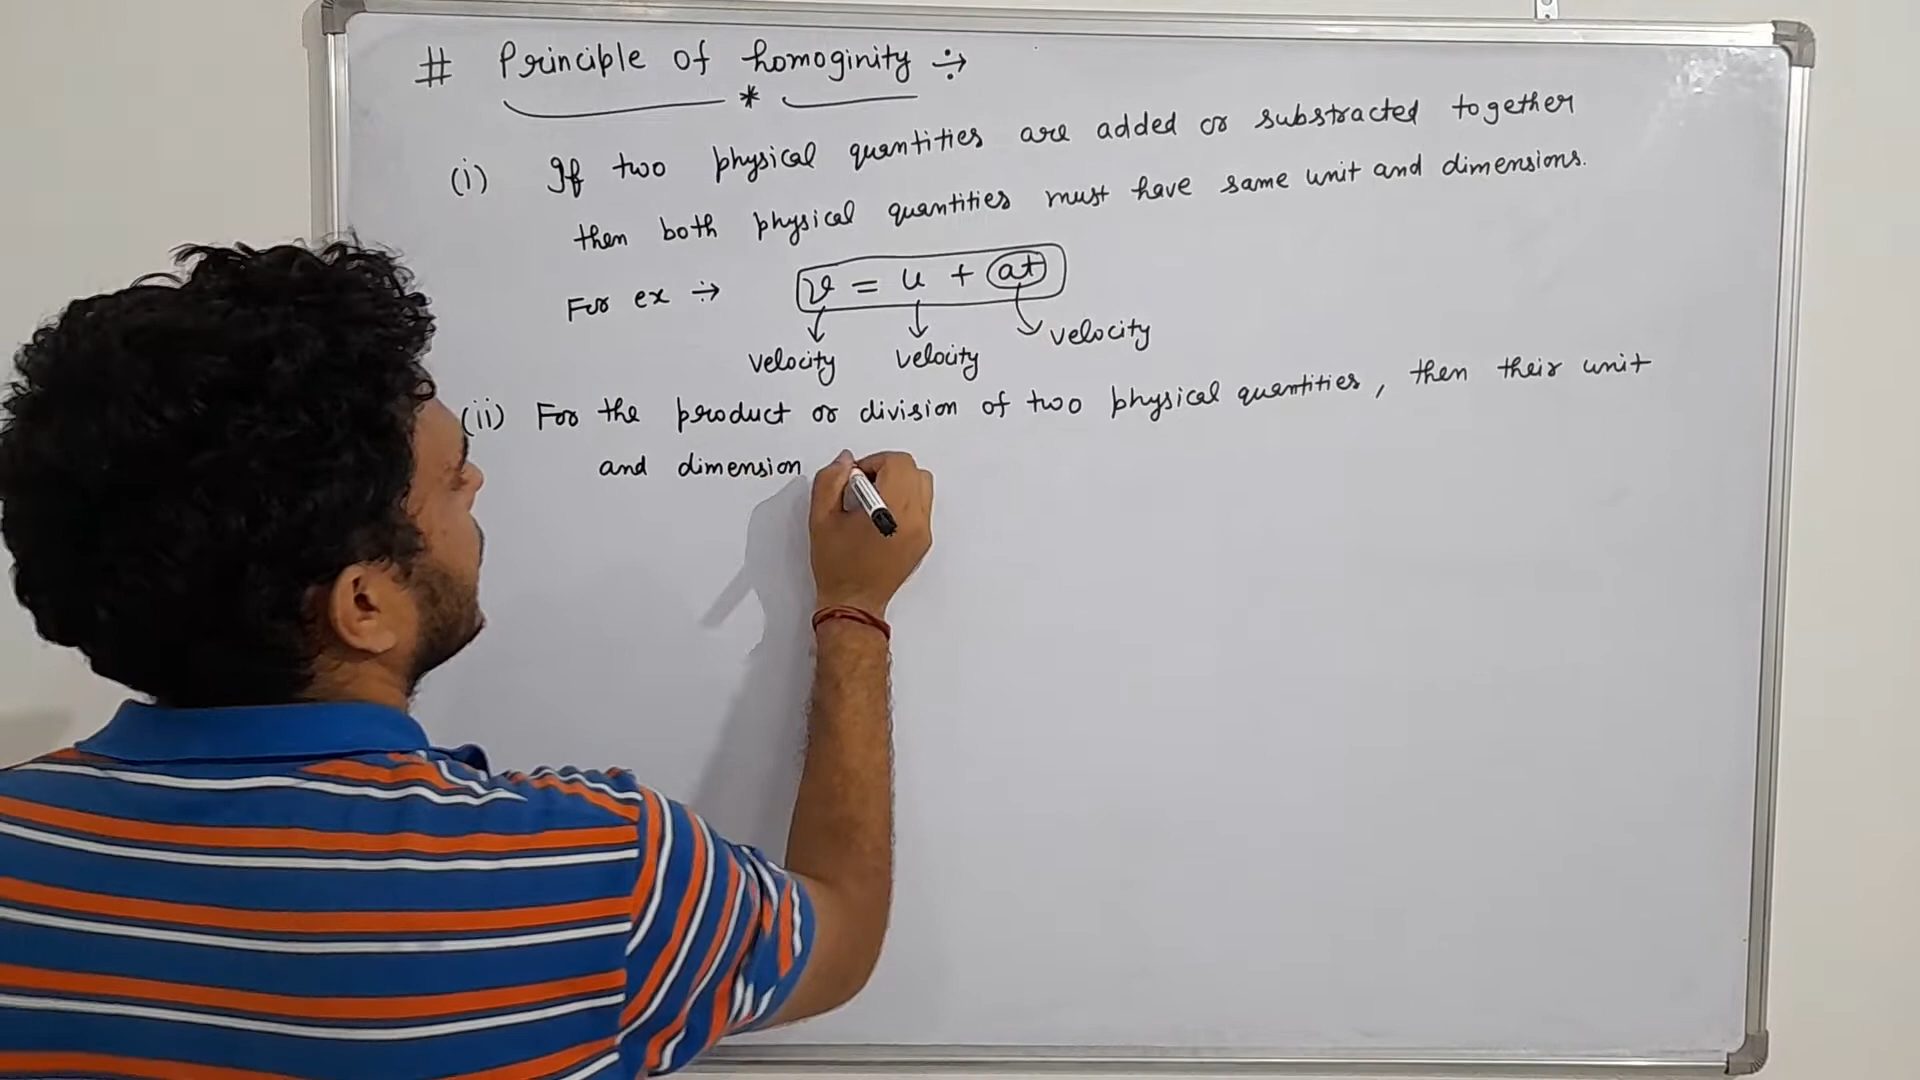 # Principle of homoginity ÷
*
(i) If two physical quantities are added or substracted together
then both physical quantities must have same unit and dimensions.
For ex ÷ v = u + at
velocity velocity velocity
(ii) For the product or division of two physical quantities, then their unit
and dimension